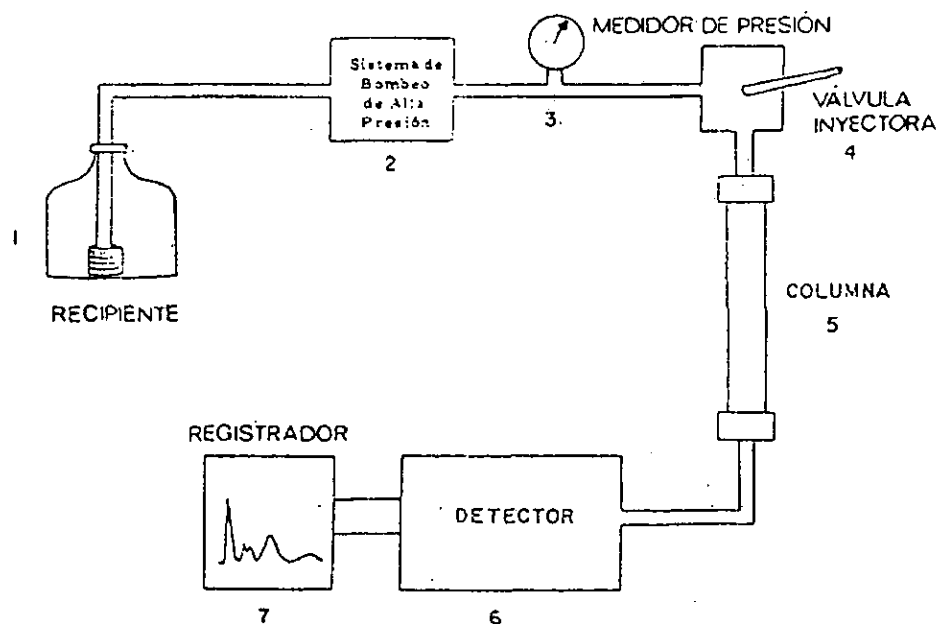 MEDIDOR DE PRESIÓN
Sistema de
Bombeo
de Alta
Presión
2
3.
VÁLVULA
INYECTORA
4
1
RECIPIENTE
COLUMNA
5
REGISTRADOR
DETECTOR
7
6